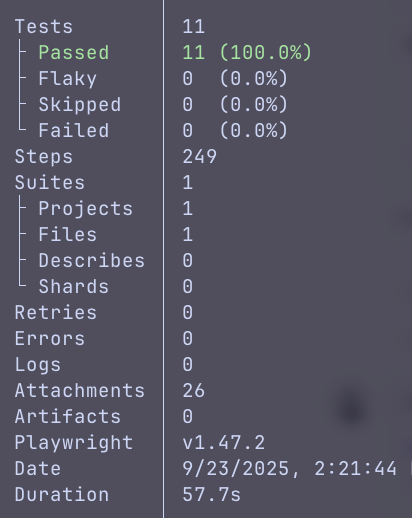 Tests 11
Passed 11 (100.0%)
Flaky 0 (0.0%)
Skipped 0 (0.0%)
Failed 0 (0.0%)
Steps 249
Suites 1
Projects 1
Files 1
Describes 0
Shards 0
Retries 0
Errors 0
Logs 0
Attachments 26
Artifacts 0
Playwright v1.47.2
Date 9/23/2025, 2:21:44
Duration 57.7s